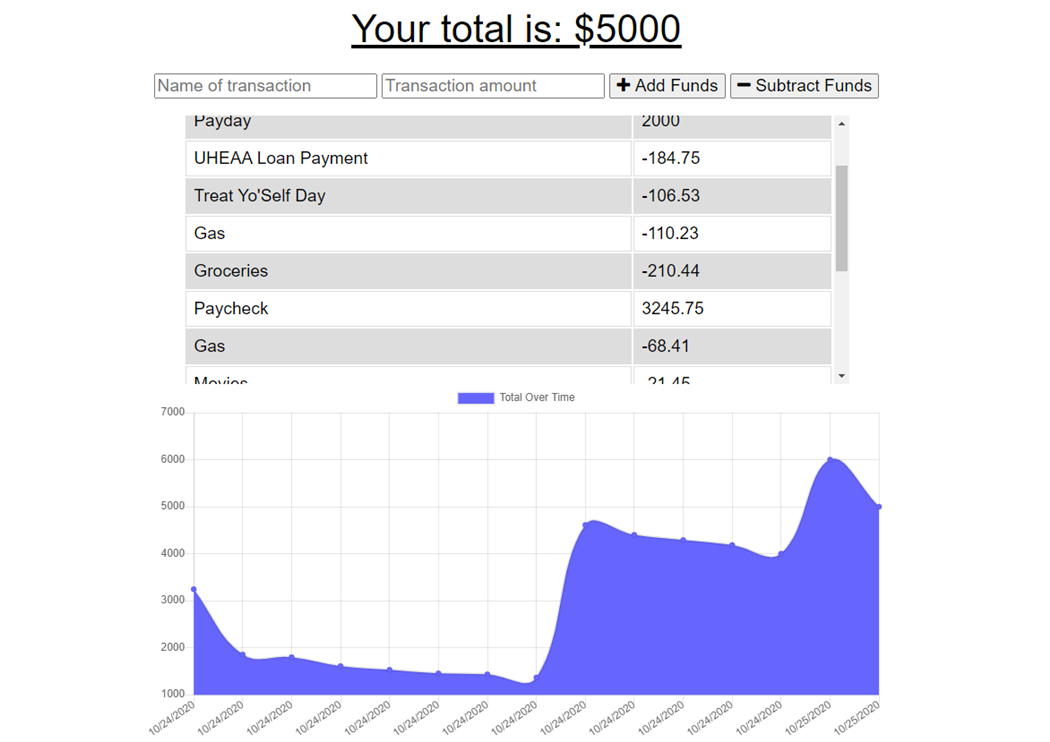 Your total is: $5000
Name of transaction Transaction amount Add Funds Subtract Funds
Payday 2000
UHEAA Loan Payment -184.75
Treat Yo'Self Day -106.53
Gas -110.23
Groceries -210.44
Paycheck 3245.75
Gas -68.41
Movies -21.45
Total Over Time
7000
6000
5000
4000
3000
2000
1000
10/24/2020 10/24/2020 10/24/2020 10/24/2020 10/24/2020 10/24/2020 10/24/2020 10/24/2020 10/24/2020 10/24/2020 10/24/2020 10/24/2020 10/24/2020 10/25/2020 10/25/2020